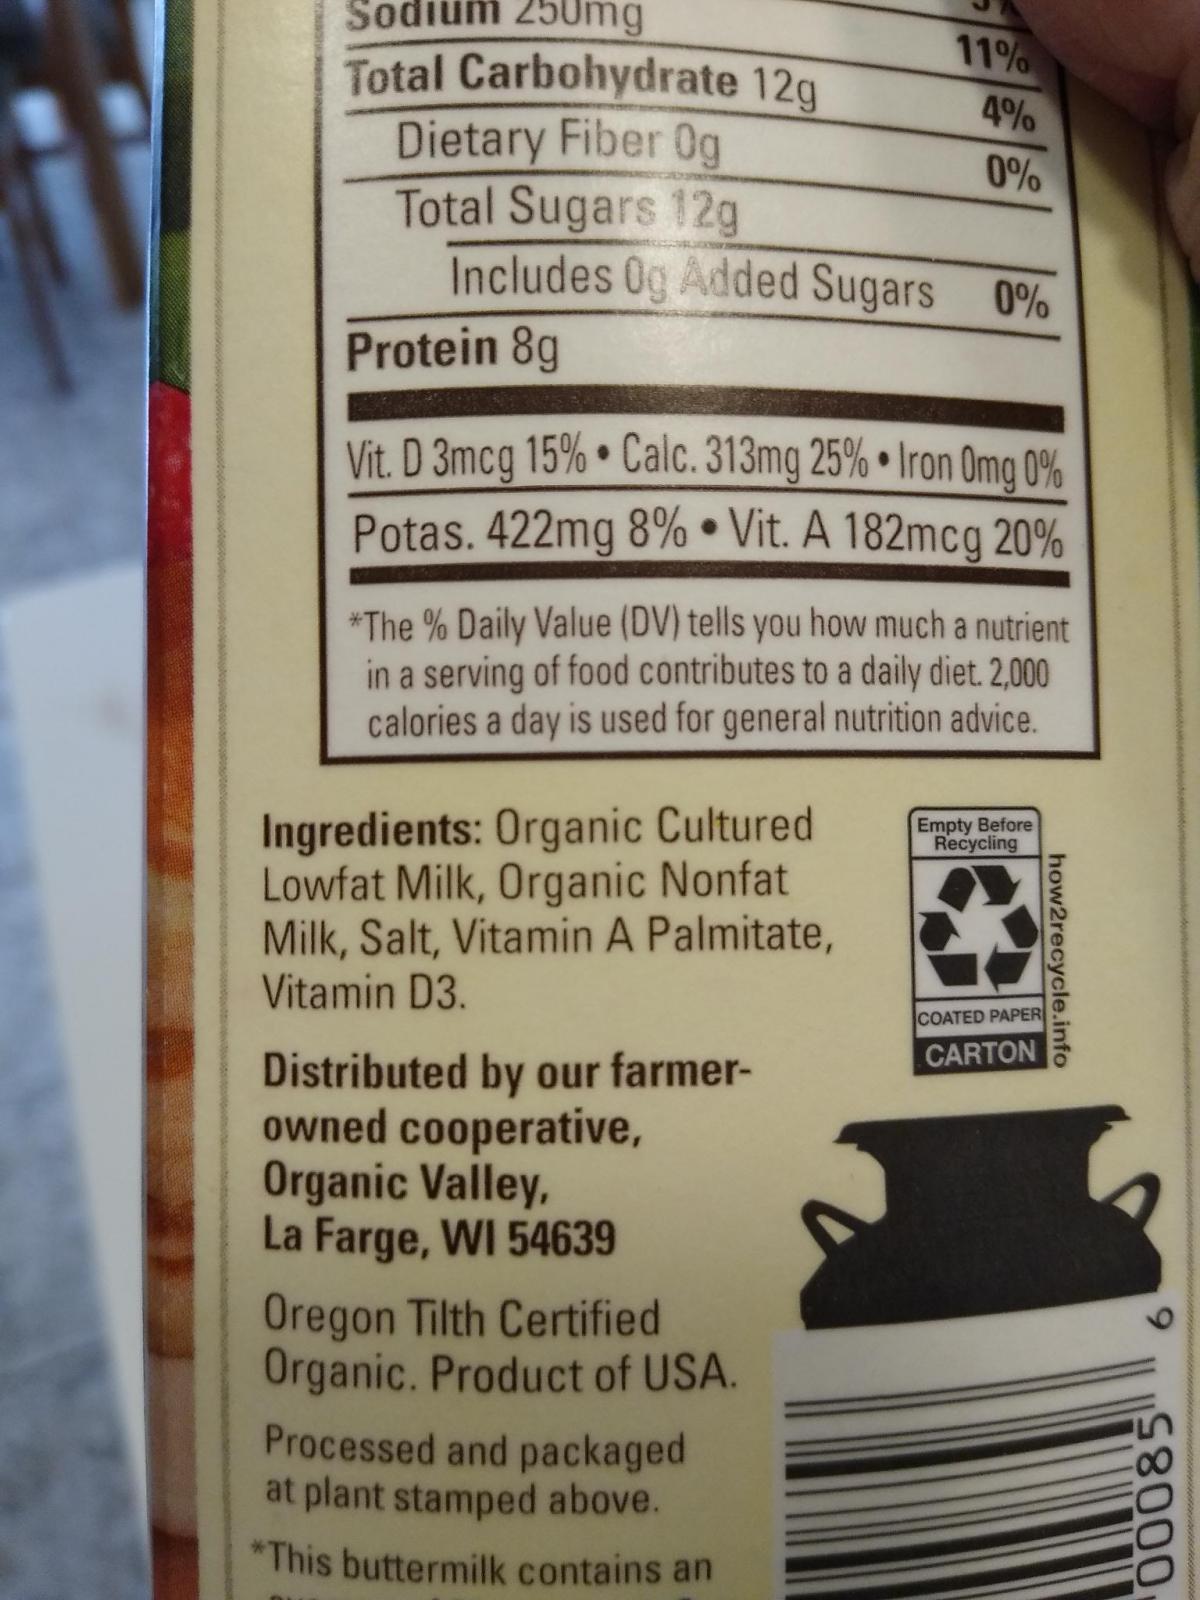 Sodium 250mg 11%
Total Carbohydrate 12g 4%
Dietary Fiber 0g 0%
Total Sugars 12g
Includes 0g Added Sugars 0%
Protein 8g
Vit. D 3mcg 15% • Calc. 313mg 25% • Iron 0mg 0%
Potas. 422mg 8% • Vit. A 182mcg 20%
*The % Daily Value (DV) tells you how much a nutrient
in a serving of food contributes to a daily diet. 2,000
calories a day is used for general nutrition advice.
Ingredients: Organic Cultured
Lowfat Milk, Organic Nonfat
Milk, Salt, Vitamin A Palmitate,
Vitamin D3.
Empty Before
Recycling
COATED PAPER
CARTON
how2recycle.info
Distributed by our farmer-
owned cooperative,
Organic Valley,
La Farge, WI 54639
Oregon Tilth Certified
Organic. Product of USA.
Processed and packaged
at plant stamped above.
*This buttermilk contains an
00085 6